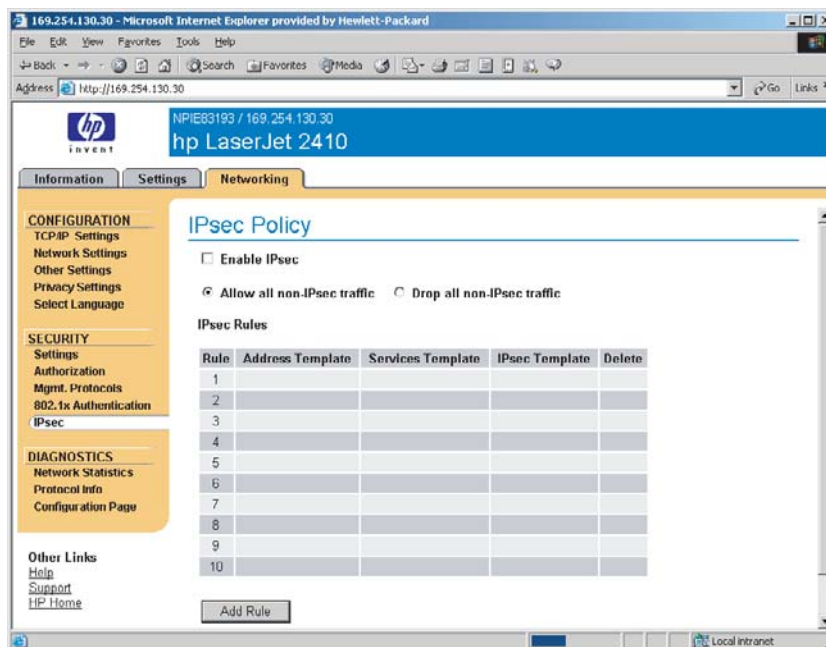 169.254.130.30 - Microsoft Internet Explorer provided by Hewlett-Packard
File Edit View Favorites Tools Help
Back Search Favorites Media
Address http://169.254.130.30 Go Links
hp
invent
NPIE83193 / 169.254.130.30
hp LaserJet 2410
Information Settings Networking
CONFIGURATION
TCP/IP Settings
Network Settings
Other Settings
Privacy Settings
Select Language
SECURITY
Settings
Authorization
Mgmt. Protocols
802.1x Authentication
IPsec
DIAGNOSTICS
Network Statistics
Protocol Info
Configuration Page
Other Links
Help
Support
HP Home
IPsec Policy
Enable IPsec
Allow all non-IPsec traffic Drop all non-IPsec traffic
IPsec Rules
Rule Address Template Services Template IPsec Template Delete
1
2
3
4
5
6
7
8
9
10
Add Rule
Local intranet